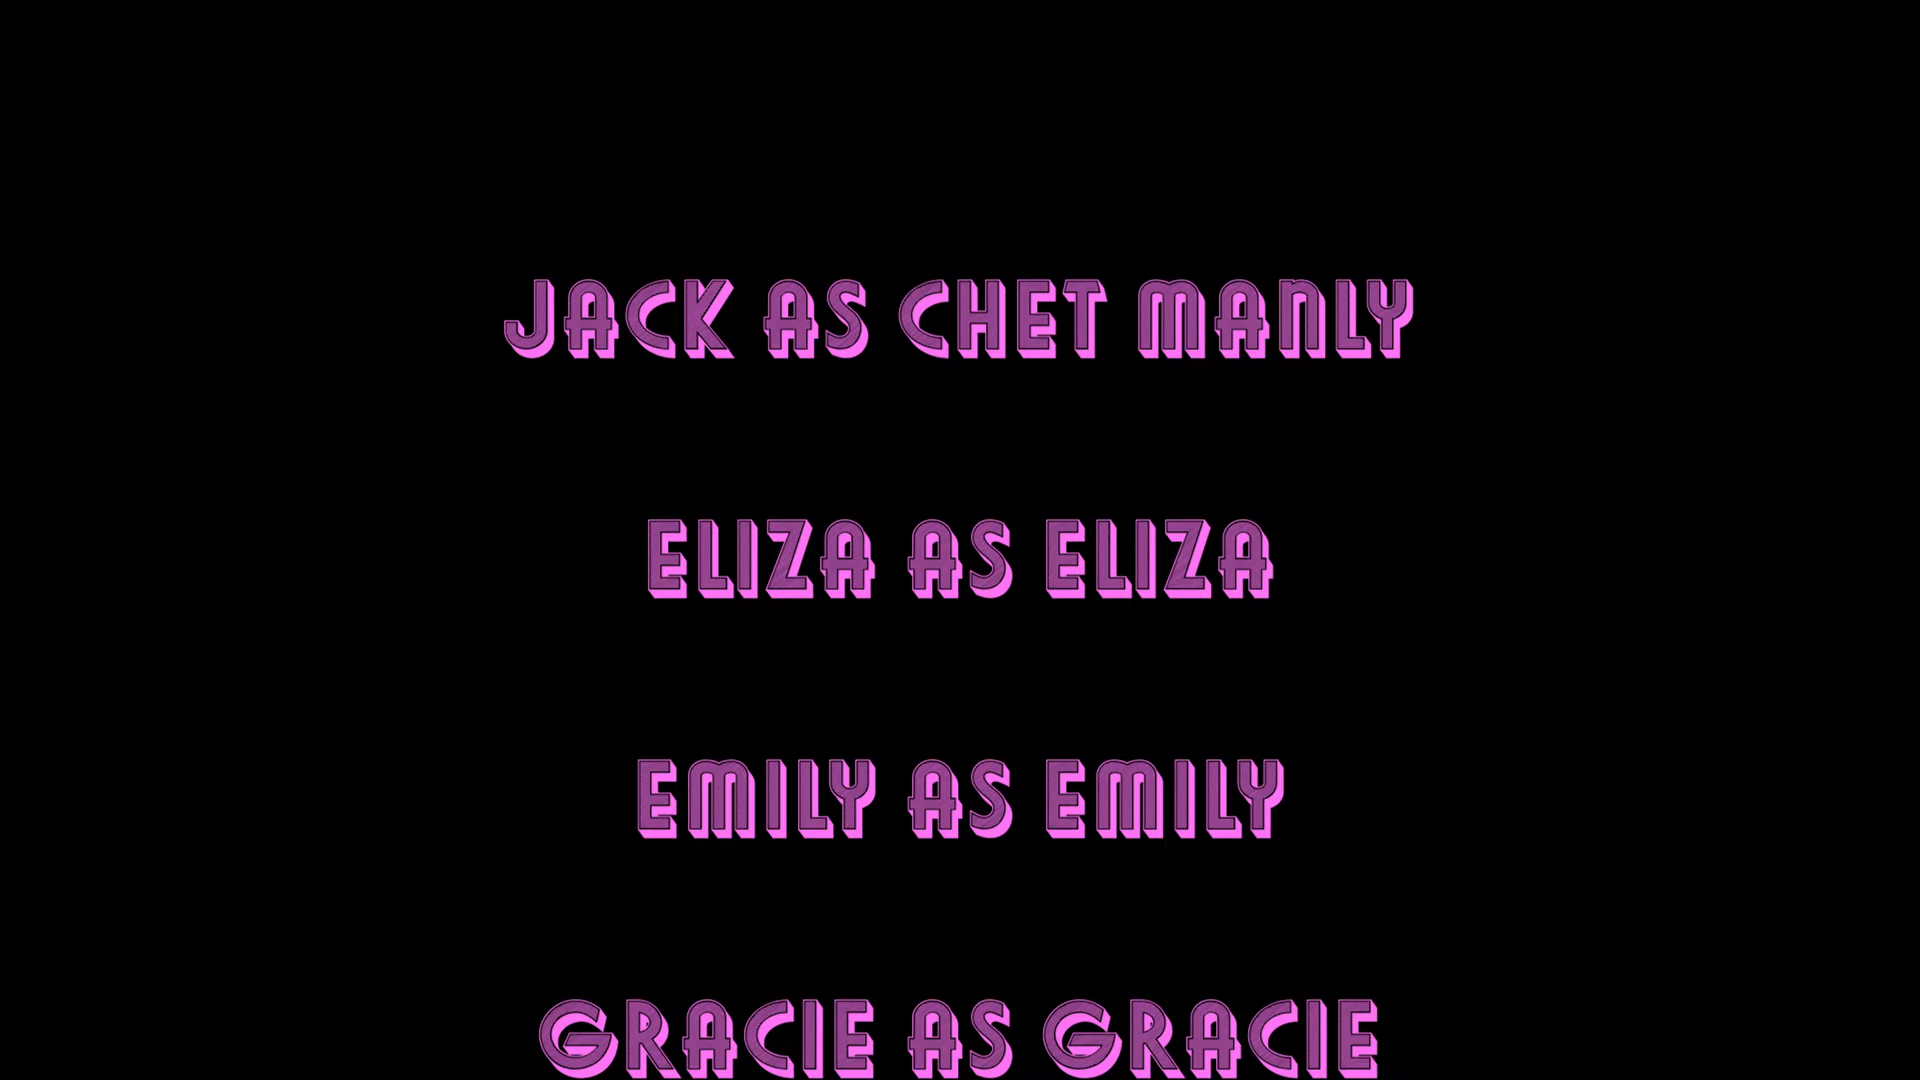 JACK AS CHET MANLY
ELIZA AS ELIZA
EMILY AS EMILY
GRACIE AS GRACIE